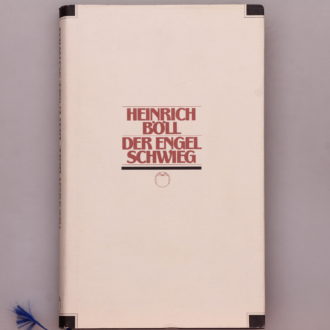 HEINRICH
BÖLL
DER ENGEL
SCHWIEG